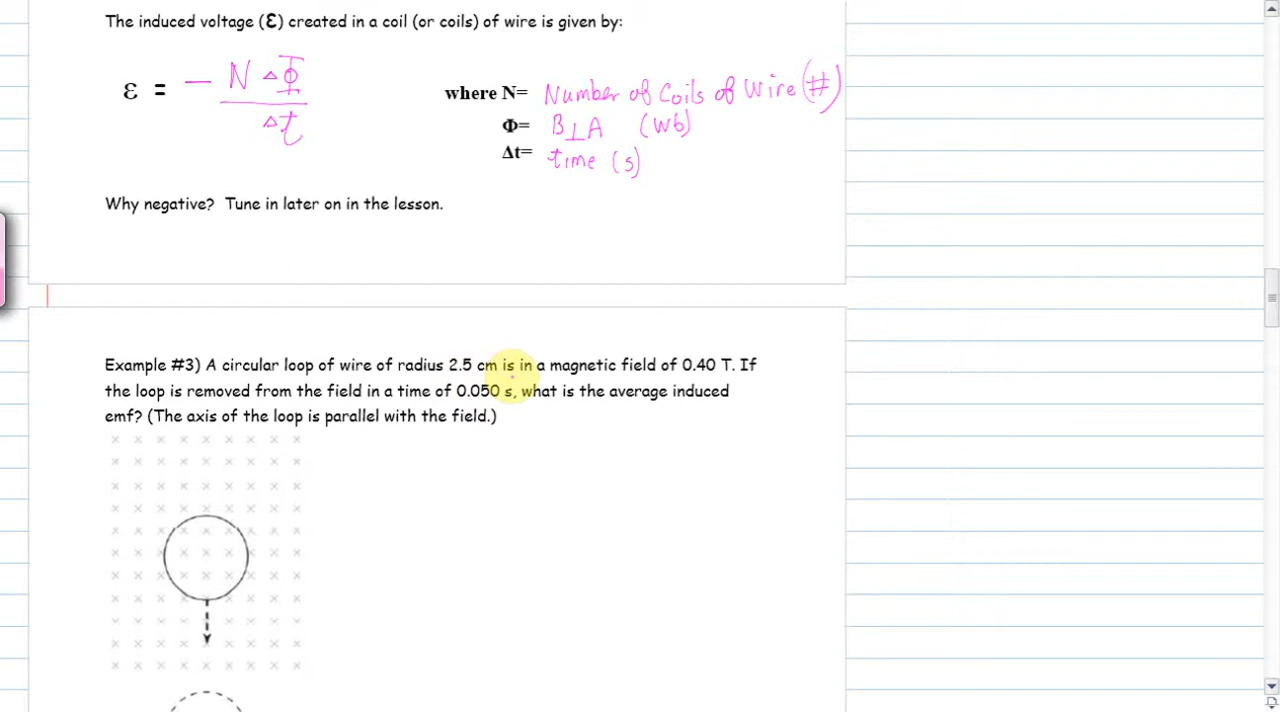 The induced voltage (ε) created in a coil (or coils) of wire is given by:
ε = - N ΔΦ / Δt
where N= Number of Coils of Wire (#)
Φ= B⊥A (Wb)
Δt= time (s)
Why negative? Tune in later on in the lesson.
Example #3) A circular loop of wire of radius 2.5 cm is in a magnetic field of 0.40 T. If
the loop is removed from the field in a time of 0.050 s, what is the average induced
emf? (The axis of the loop is parallel with the field.)